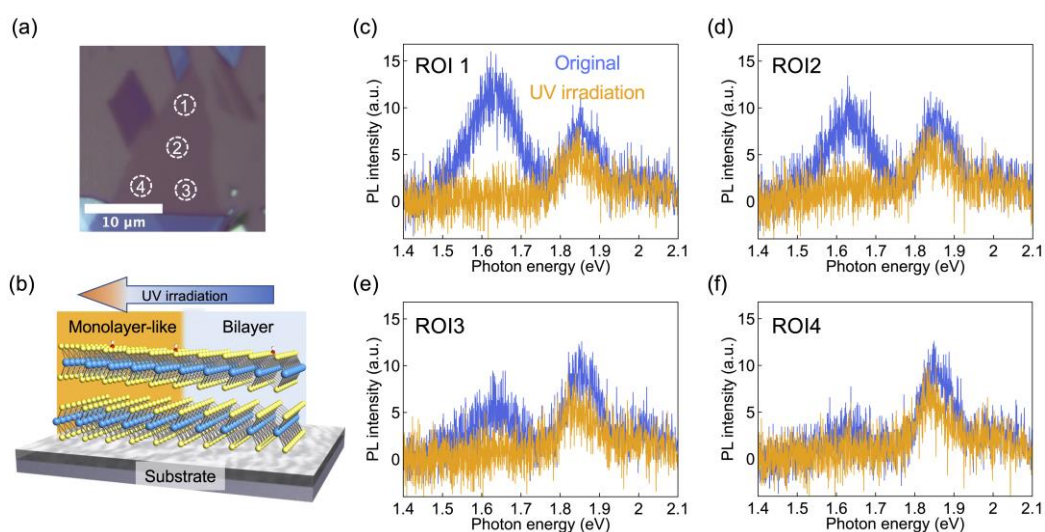 (a)
①
②
④ ③
10 μm
(b)
UV irradiation
Monolayer-like Bilayer
Substrate
(c)
ROI 1
Original
UV irradiation
PL intensity (a.u.)
15
10
5
0
1.4 1.5 1.6 1.7 1.8 1.9 2 2.1
Photon energy (eV)
(d)
ROI2
PL intensity (a.u.)
15
10
5
0
1.4 1.5 1.6 1.7 1.8 1.9 2 2.1
Photon energy (eV)
(e)
ROI3
PL intensity (a.u.)
15
10
5
0
1.4 1.5 1.6 1.7 1.8 1.9 2 2.1
Photon energy (eV)
(f)
ROI4
PL intensity (a.u.)
15
10
5
0
1.4 1.5 1.6 1.7 1.8 1.9 2 2.1
Photon energy (eV)